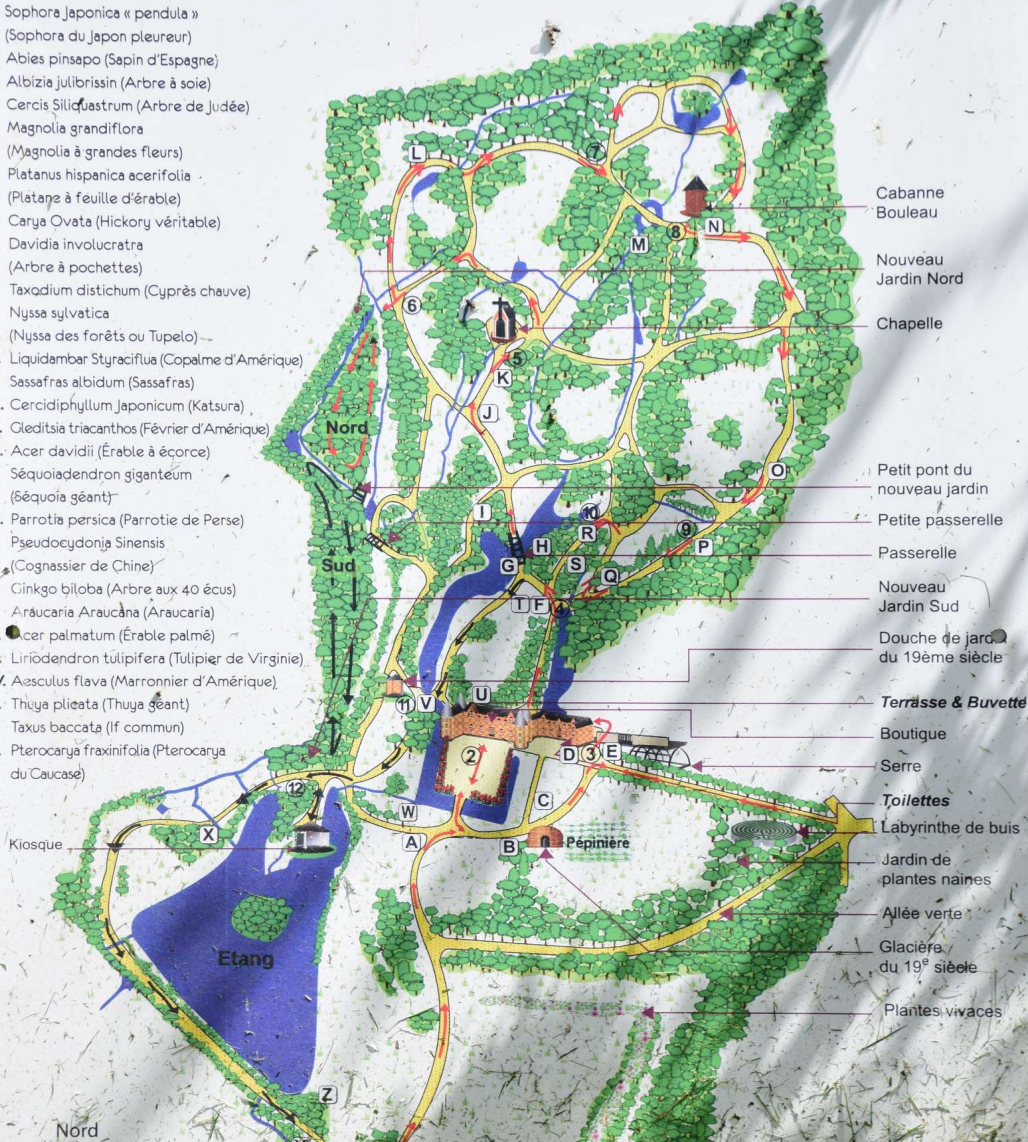 Sophora Japonica « pendula »
(Sophora du Japon pleureur)
Abies pinsapo (Sapin d'Espagne)
Albizia julibrissin (Arbre à soie)
Cercis Siliquastrum (Arbre de Judée)
Magnolia grandiflora
(Magnolia à grandes fleurs)
Platanus hispanica acerifolia
(Platane à feuille d'érable)
Carya Ovata (Hickory véritable)
Davidia involucratra
(Arbre à pochettes)
Taxodium distichum (Cyprès chauve)
Nyssa sylvatica
(Nyssa des forêts ou Tupelo)
Liquidambar Styraciflua (Copalme d'Amérique)
Sassafras albidum (Sassafras)
Cercidiphyllum Japonicum (Katsura)
Gleditsia triacanthos (Février d'Amérique)
Acer davidii (Érable à écorce)
Séquoiadendron giganteum
(Séquoia géant)
Parrotia persica (Parrotie de Perse)
Pseudocydonia Sinensis
(Cognassier de Chine)
Ginkgo biloba (Arbre aux 40 écus)
Araucaria Araucana (Araucaria)
Acer palmatum (Érable palmé)
Liriodendron tulipifera (Tulipier de Virginie)
Aesculus flava (Marronnier d'Amérique)
Thuya plicata (Thuya géant)
Taxus baccata (If commun)
Pterocarya fraxinifolia (Pterocarya
du Caucase)
Kiosque
Nord
L
7
M
8
N
6
5
K
J
Nord
O
I
10
R
9
P
H
G
S
Q
Sud
T
F
4
11
V
U
2
D
3
E
12
W
C
X
A
B
Pépinière
Etang
Z
Cabanne
Bouleau
Nouveau
Jardin Nord
Chapelle
Petit pont du
nouveau jardin
Petite passerelle
Passerelle
Nouveau
Jardin Sud
Douche de jardin
du 19ème siècle
Terrasse & Buvette
Boutique
Serre
Toilettes
Labyrinthe de buis
Jardin de
plantes naines
Allée verte
Glacière
du 19e siècle
Plantes vivaces